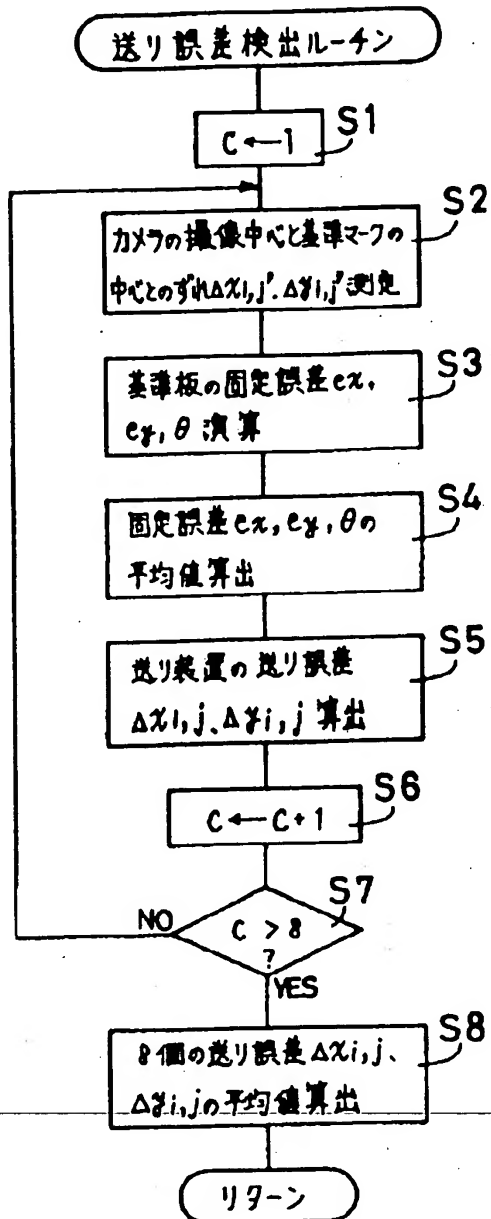 送り誤差検出ルーチン
C←1
S1
S2
カメラの撮像中心と基準マークの
中心とのずれΔxi,j'、Δyi,j'測定
S3
基準板の固定誤差ex,
ey,θ 演算
S4
固定誤差ex,ey,θの
平均値算出
S5
送り装置の送り誤差
Δxi,j、Δyi,j 算出
S6
C←C+1
S7
NO
C>8
?
YES
S8
8個の送り誤差Δxi,j、
Δyi,jの平均値算出
リターン